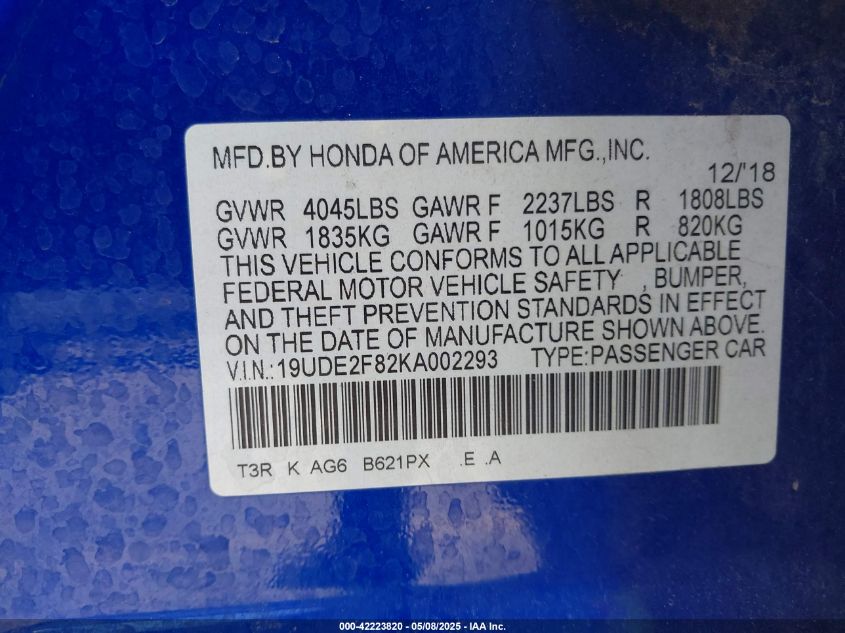 MFD.BY HONDA OF AMERICA MFG.,INC.
12/'18
GVWR 4045LBS GAWR F 2237LBS R 1808LBS
GVWR 1835KG GAWR F 1015KG R 820KG
THIS VEHICLE CONFORMS TO ALL APPLICABLE
FEDERAL MOTOR VEHICLE SAFETY , BUMPER,
AND THEFT PREVENTION STANDARDS IN EFFECT
ON THE DATE OF MANUFACTURE SHOWN ABOVE.
V.I.N.:19UDE2F82KA002293 TYPE:PASSENGER CAR
T3R K AG6 B621PX .E .A
000-42223820 - 05/08/2025 - IAA Inc.